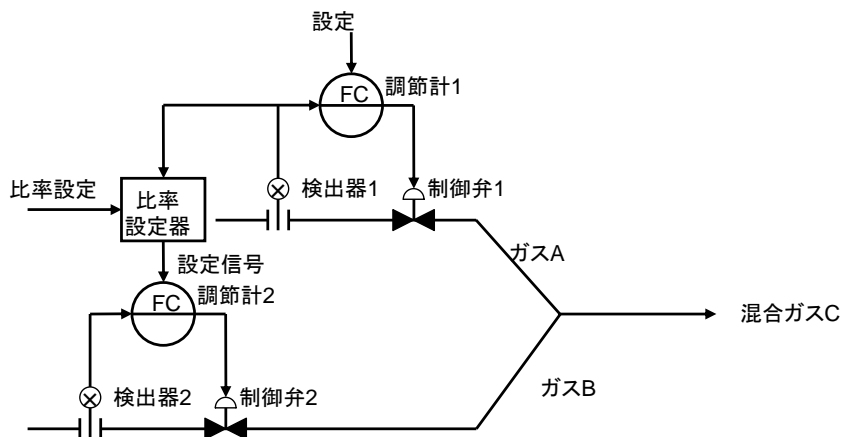 設定
FC
調節計1
比率設定
比率
設定器
検出器1
制御弁1
ガスA
設定信号
FC
調節計2
混合ガスC
ガスB
検出器2
制御弁2